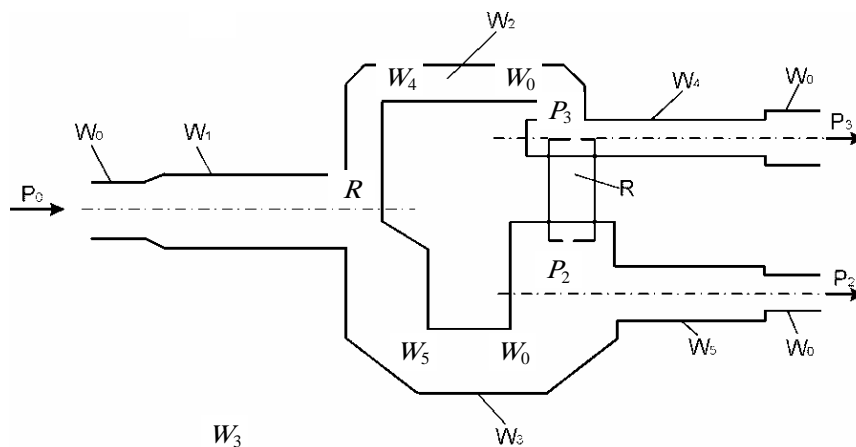 W₂
W₄ W₀
W₄ W₀
P₃ P₃
W₀ W₁
R R
P₀
P₂ P₂
W₅ W₀ W₅ W₀
W₃ W₃